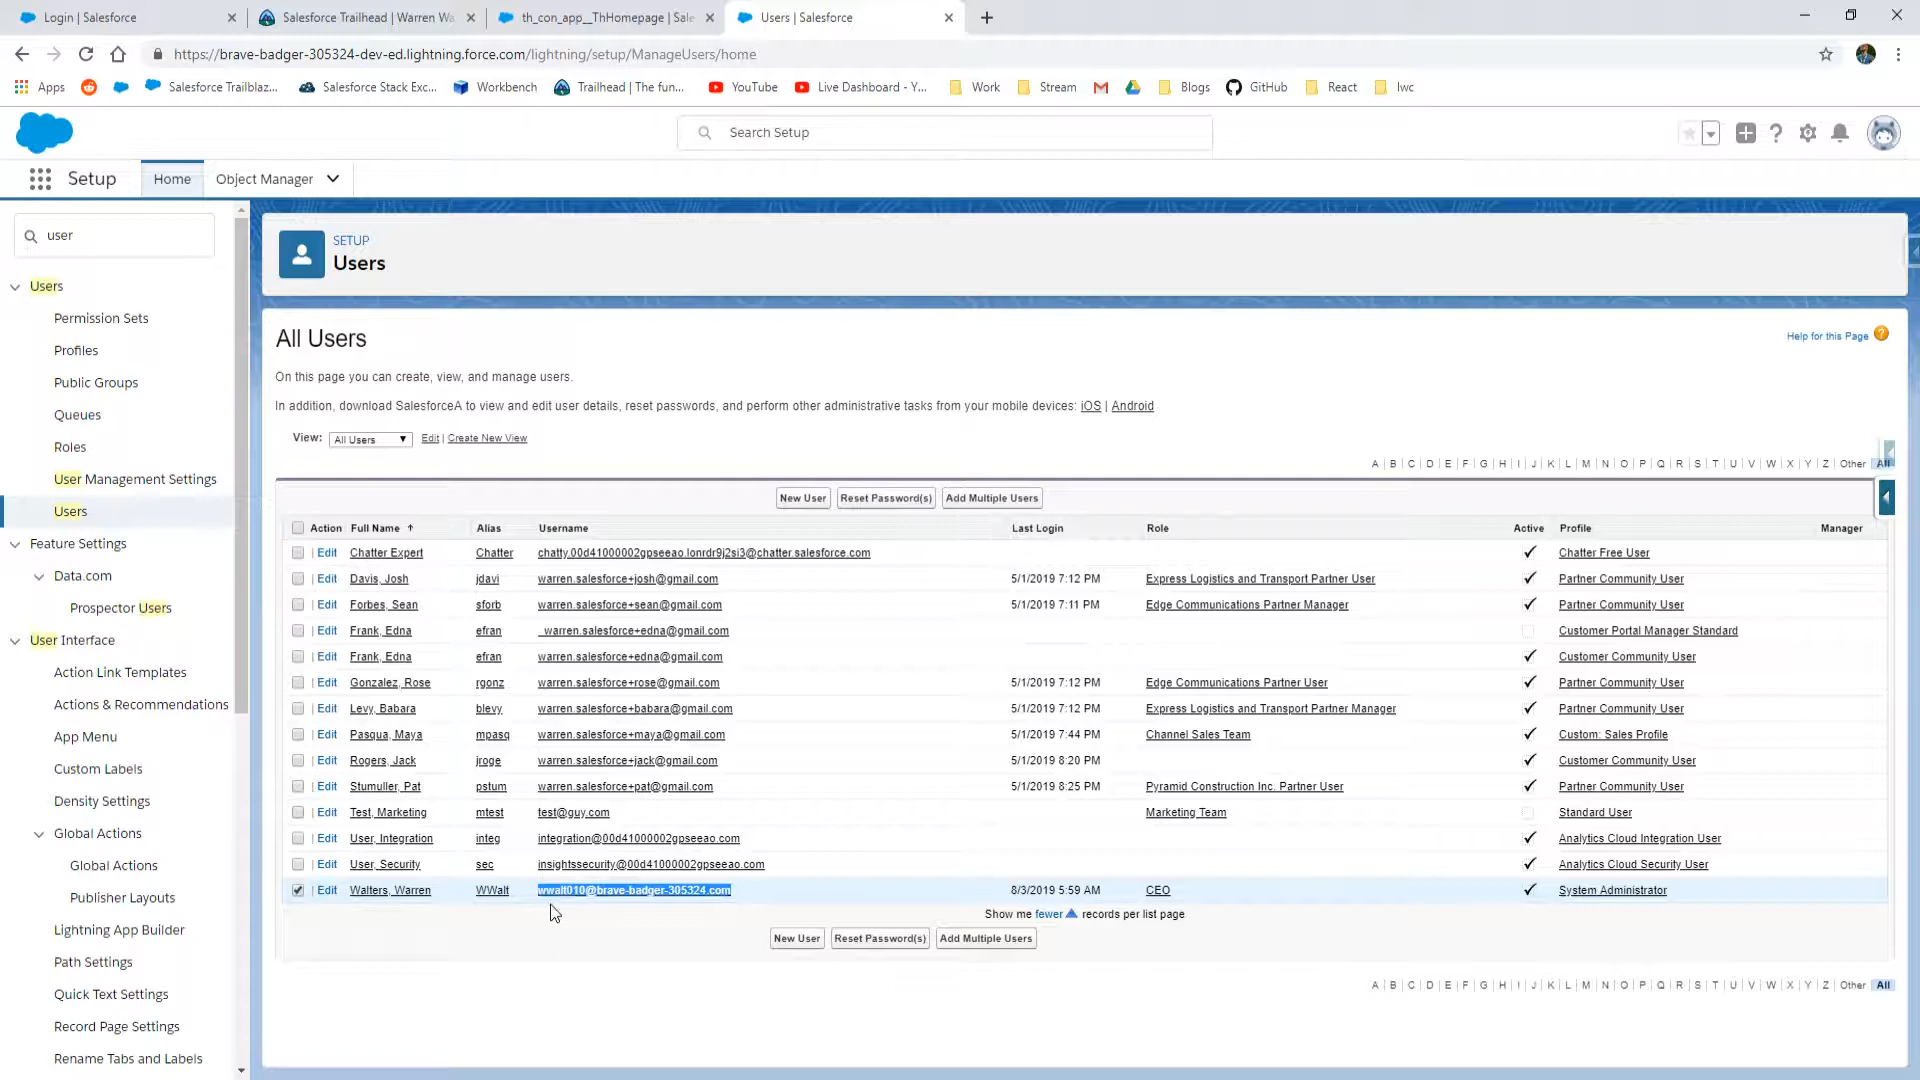 Login | Salesforce
Salesforce Trailhead | Warren Wa
th_con_app__ThHomepage | Sale
Users | Salesforce
https://brave-badger-305324-dev-ed.lightning.force.com/lightning/setup/ManageUsers/home
Apps
Salesforce Trailblaz...
Salesforce Stack Exc...
Workbench
Trailhead | The fun...
YouTube
Live Dashboard - Y...
Work
Stream
Blogs
GitHub
React
lwc
Search Setup
Setup
Home
Object Manager
user
Users
Permission Sets
Profiles
Public Groups
Queues
Roles
User Management Settings
Users
Feature Settings
Data.com
Prospector Users
User Interface
Action Link Templates
Actions & Recommendations
App Menu
Custom Labels
Density Settings
Global Actions
Global Actions
Publisher Layouts
Lightning App Builder
Path Settings
Quick Text Settings
Record Page Settings
Rename Tabs and Labels
SETUP
Users
All Users
Help for this Page ?
On this page you can create, view, and manage users.
In addition, download SalesforceA to view and edit user details, reset passwords, and perform other administrative tasks from your mobile devices: iOS | Android
View: All Users Edit | Create New View
A | B | C | D | E | F | G | H | I | J | K | L | M | N | O | P | Q | R | S | T | U | V | W | X | Y | Z | Other | All
New User Reset Password(s) Add Multiple Users
Action Full Name Alias Username Last Login Role Active Profile Manager
| Edit Chatter Expert Chatter chatty.00d41000002gpseeao.lonrdr9j2si3@chatter.salesforce.com Chatter Free User
| Edit Davis, Josh jdavi warren.salesforce+josh@gmail.com 5/1/2019 7:12 PM Express Logistics and Transport Partner User Partner Community User
| Edit Forbes, Sean sforb warren.salesforce+sean@gmail.com 5/1/2019 7:11 PM Edge Communications Partner Manager Partner Community User
| Edit Frank, Edna efran _warren.salesforce+edna@gmail.com Customer Portal Manager Standard
| Edit Frank, Edna efran warren.salesforce+edna@gmail.com Customer Community User
| Edit Gonzalez, Rose rgonz warren.salesforce+rose@gmail.com 5/1/2019 7:12 PM Edge Communications Partner User Partner Community User
| Edit Levy, Babara blevy warren.salesforce+babara@gmail.com 5/1/2019 7:12 PM Express Logistics and Transport Partner Manager Partner Community User
| Edit Pasqua, Maya mpasq warren.salesforce+maya@gmail.com 5/1/2019 7:44 PM Channel Sales Team Custom: Sales Profile
| Edit Rogers, Jack jroge warren.salesforce+jack@gmail.com 5/1/2019 8:20 PM Customer Community User
| Edit Stumuller, Pat pstum warren.salesforce+pat@gmail.com 5/1/2019 8:25 PM Pyramid Construction Inc. Partner User Partner Community User
| Edit Test, Marketing mtest test@guy.com Marketing Team Standard User
| Edit User, Integration integ integration@00d41000002gpseeao.com Analytics Cloud Integration User
| Edit User, Security sec insightssecurity@00d41000002gpseeao.com Analytics Cloud Security User
| Edit Walters, Warren WWalt wwalt010@brave-badger-305324.com 8/3/2019 5:59 AM CEO System Administrator
Show me fewer records per list page
New User Reset Password(s) Add Multiple Users
A | B | C | D | E | F | G | H | I | J | K | L | M | N | O | P | Q | R | S | T | U | V | W | X | Y | Z | Other | All